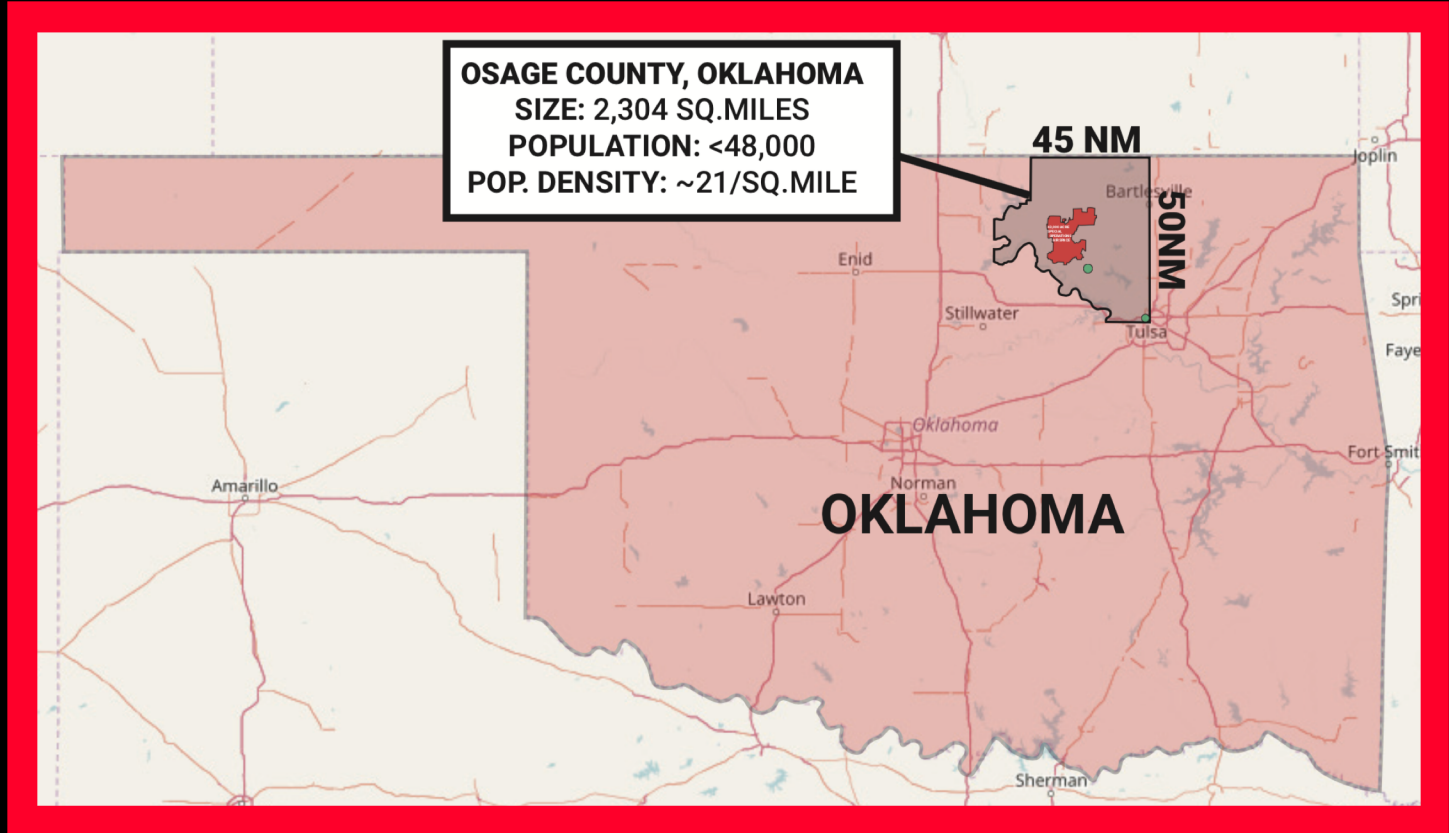 OSAGE COUNTY, OKLAHOMA
SIZE: 2,304 SQ.MILES
POPULATION: <48,000
POP. DENSITY: ~21/SQ.MILE
45 NM
Joplin
Bartlesville
50NM
Enid
Stillwater
Spri
Tulsa
Faye
Oklahoma
Fort Smit
Amarillo
Norman
OKLAHOMA
Lawton
Sherman